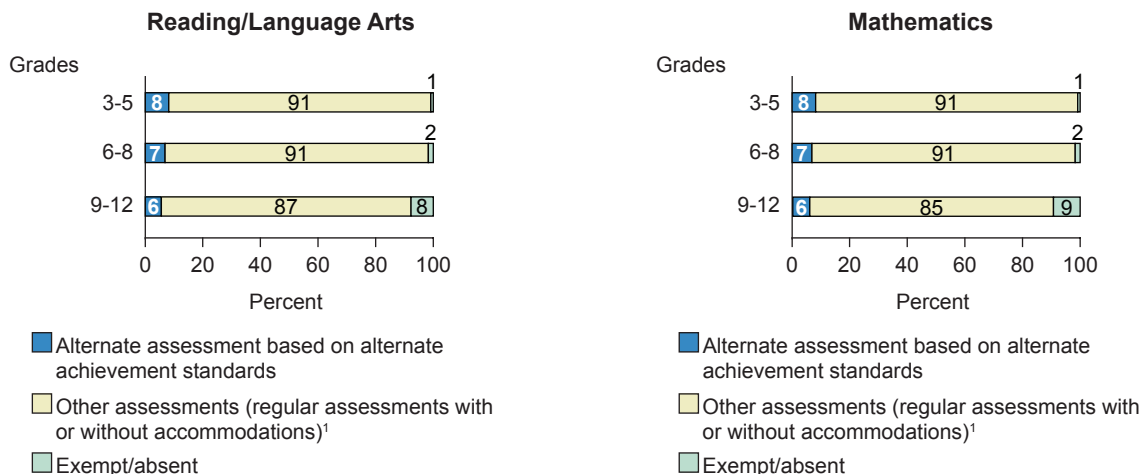 Reading/Language Arts
Grades
1
3-5 8 91
2
6-8 7 91
9-12 6 87 8
0 20 40 60 80 100
Percent
Alternate assessment based on alternate
achievement standards
Other assessments (regular assessments with
or without accommodations)¹
Exempt/absent
Mathematics
Grades
1
3-5 8 91
2
6-8 7 91
9-12 6 85 9
0 20 40 60 80 100
Percent
Alternate assessment based on alternate
achievement standards
Other assessments (regular assessments with
or without accommodations)¹
Exempt/absent